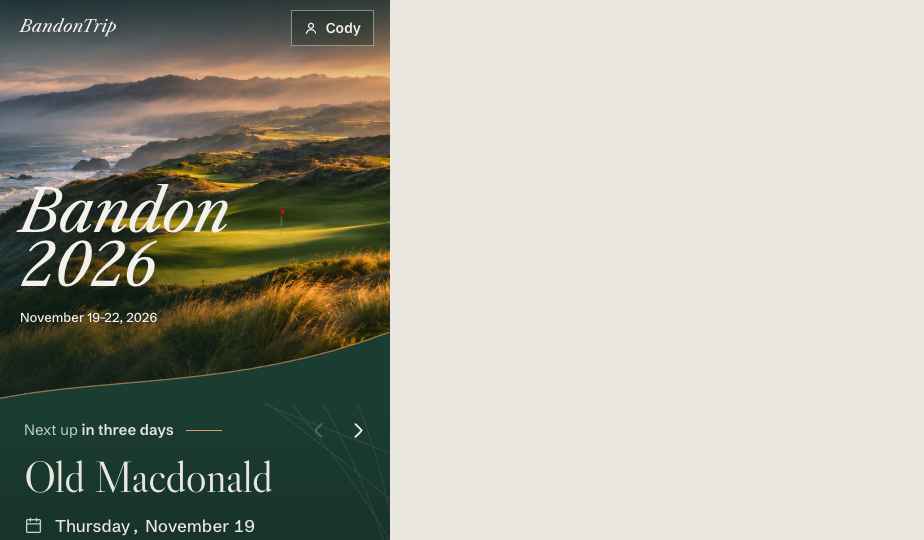 BandonTrip
Cody
Bandon
2026
November 19-22, 2026
Next up in three days
Old Macdonald
Thursday, November 19